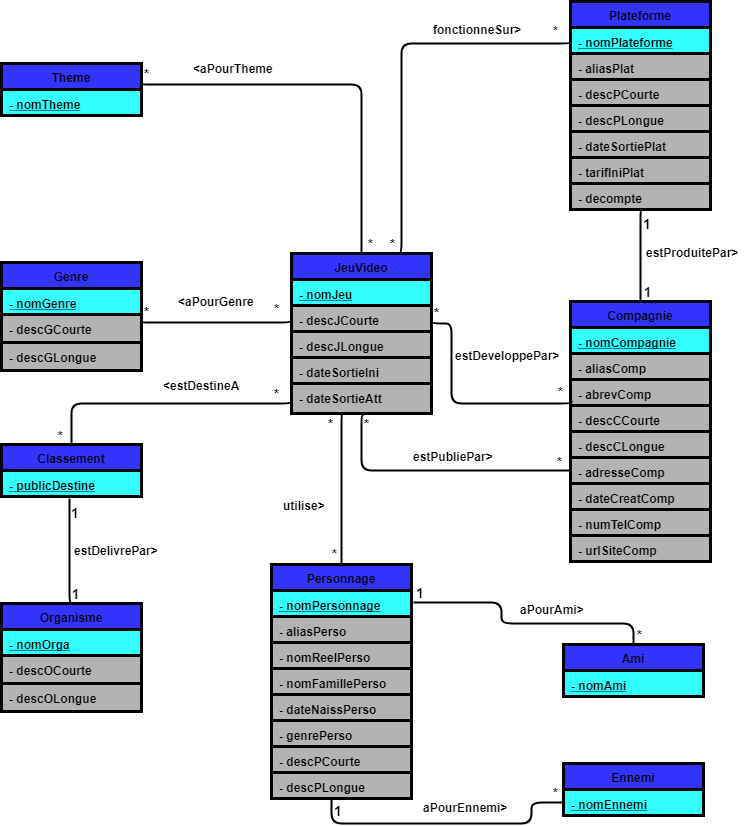 Plateforme
- nomPlateforme
- aliasPlat
- descPCourte
- descPLongue
- dateSortiePlat
- tarifIniPlat
- decompte
fonctionneSur>
*
*
Theme
- nomTheme
*
<aPourTheme
*
1
estProduitePar>
1
JeuVideo
- nomJeu
- descJCourte
- descJLongue
- dateSortieIni
- dateSortieAtt
Genre
- nomGenre
- descGCourte
- descGLongue
*
<aPourGenre
*
Compagnie
- nomCompagnie
- aliasComp
- abrevComp
- descCCourte
- descCLongue
- adresseComp
- dateCreatComp
- numTelComp
- urlSiteComp
*
estDeveloppePar>
*
<estDestineA
*
*
*
estPubliePar>
*
Classement
- publicDestine
1
estDelivrePar>
1
Organisme
- nomOrga
- descOCourte
- descOLongue
*
utilise>
*
Personnage
- nomPersonnage
- aliasPerso
- nomReelPerso
- nomFamillePerso
- dateNaissPerso
- genrePerso
- descPCourte
- descPLongue
1
aPourAmi>
*
Ami
- nomAmi
1
aPourEnnemi>
*
Ennemi
- nomEnnemi